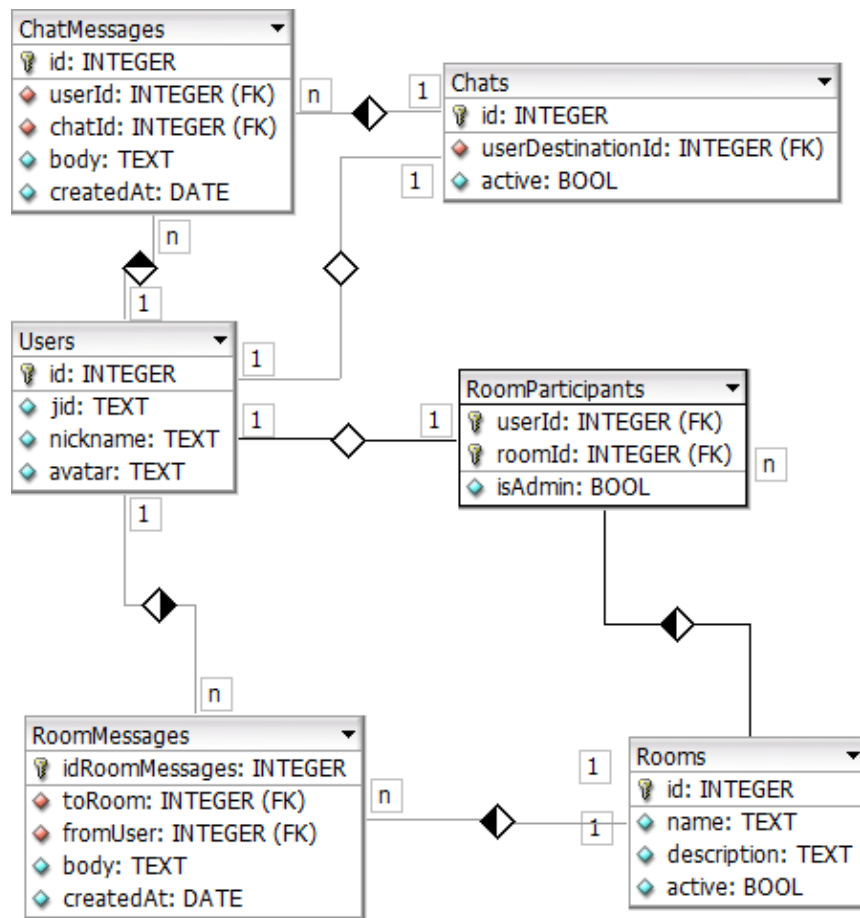 ChatMessages
id: INTEGER
userId: INTEGER (FK)
chatId: INTEGER (FK)
body: TEXT
createdAt: DATE
n
1
Chats
id: INTEGER
userDestinationId: INTEGER (FK)
active: BOOL
1
n
1
Users
id: INTEGER
jid: TEXT
nickname: TEXT
avatar: TEXT
1
1
1
RoomParticipants
userId: INTEGER (FK)
roomId: INTEGER (FK)
isAdmin: BOOL
n
1
n
RoomMessages
idRoomMessages: INTEGER
toRoom: INTEGER (FK)
fromUser: INTEGER (FK)
body: TEXT
createdAt: DATE
n
1
1
Rooms
id: INTEGER
name: TEXT
description: TEXT
active: BOOL